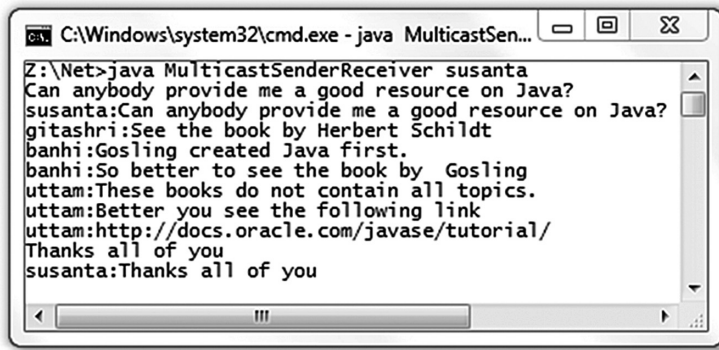 C:\Windows\system32\cmd.exe - java  MulticastSen...
Z:\Net>java MulticastSenderReceiver susanta
Can anybody provide me a good resource on Java?
susanta:Can anybody provide me a good resource on Java?
gitashri:See the book by Herbert Schildt
banhi:Gosling created Java first.
banhi:So better to see the book by  Gosling
uttam:These books do not contain all topics.
uttam:Better you see the following link
uttam:http://docs.oracle.com/javase/tutorial/
Thanks all of you
susanta:Thanks all of you